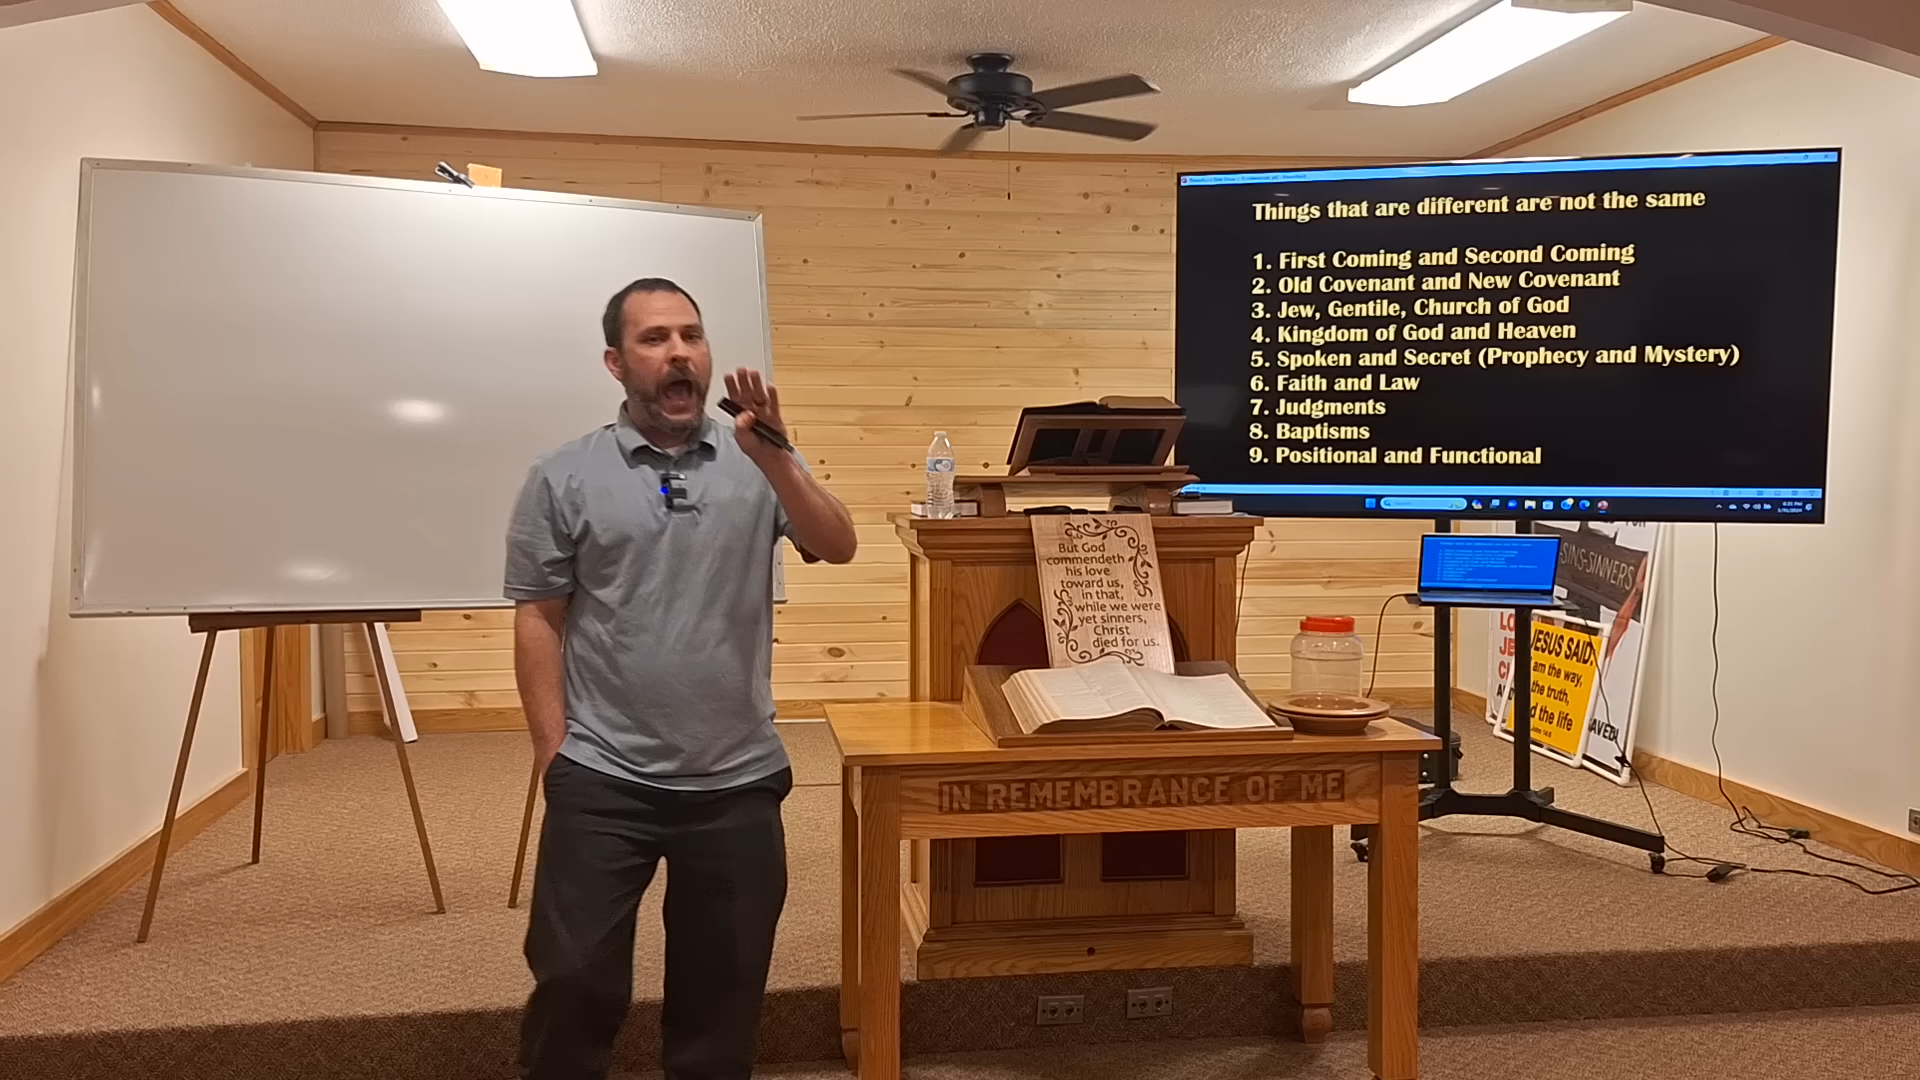 Things that are different are not the same
1. First Coming and Second Coming
2. Old Covenant and New Covenant
3. Jew, Gentile, Church of God
4. Kingdom of God and Heaven
5. Spoken and Secret (Prophecy and Mystery)
6. Faith and Law
7. Judgments
8. Baptisms
9. Positional and Functional
But God
commendeth
his love
toward us,
in that,
while we were
yet sinners,
Christ
died for us.
IN REMEMBRANCE OF ME
SINS-SINNERS
JESUS SAID:
am the way,
the truth,
d the life
AVED!